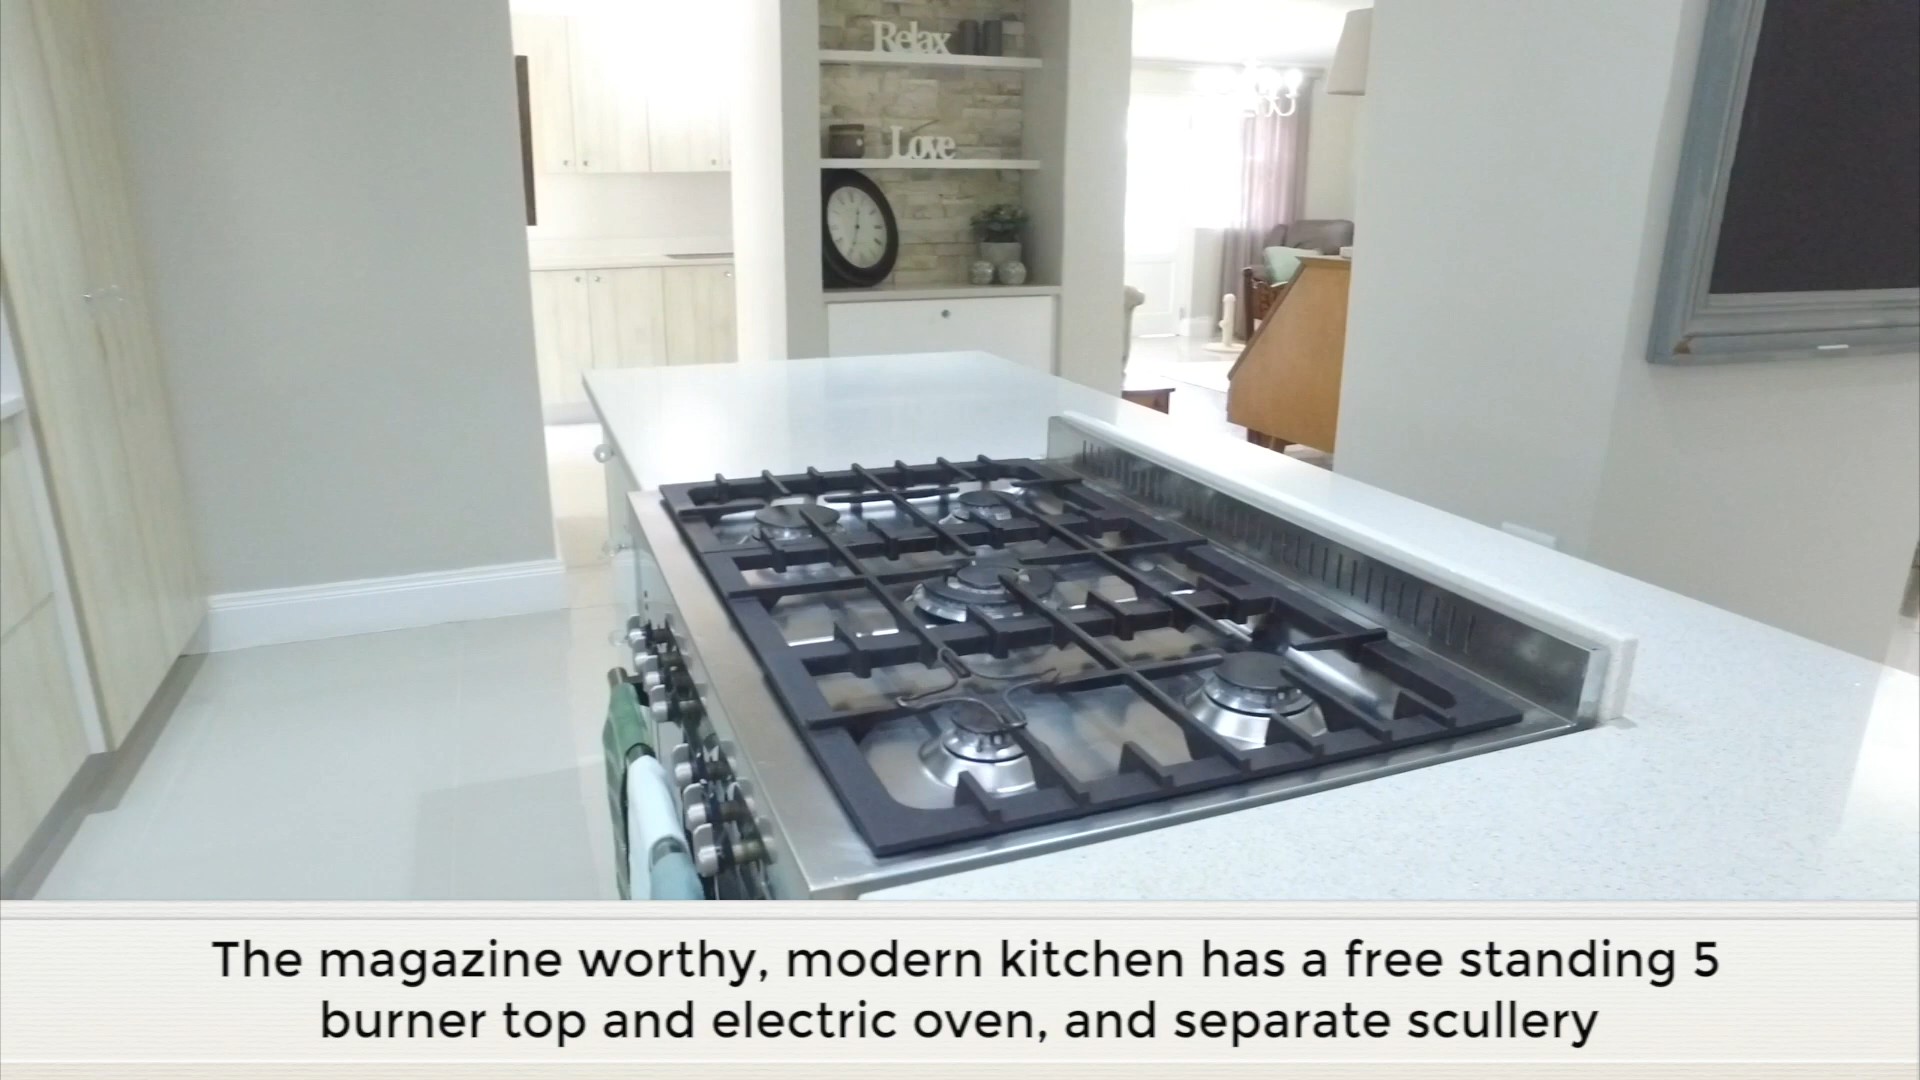 Relax
Love
The magazine worthy, modern kitchen has a free standing 5
burner top and electric oven, and separate scullery